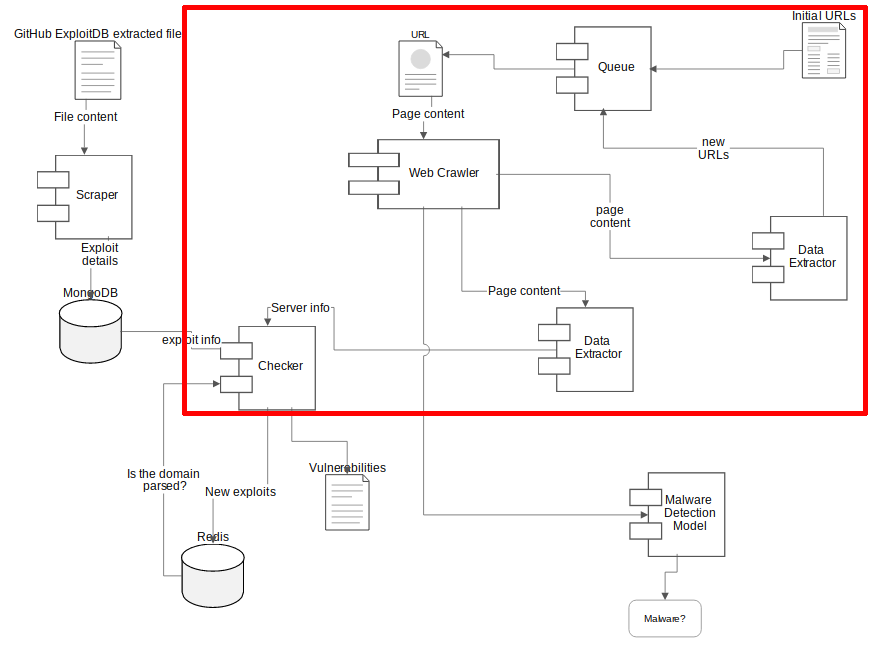 Initial URLs
GitHub ExploitDB extracted file
URL
Queue
Page content
File content
new
URLs
Web Crawler
Scraper
page
content
Exploit
details
Data
Extractor
MongoDB
Page content
Server info
exploit info
Data
Extractor
Checker
Vulnerabilities
Is the domain
parsed?
New exploits
Malware
Detection
Model
Redis
Malware?